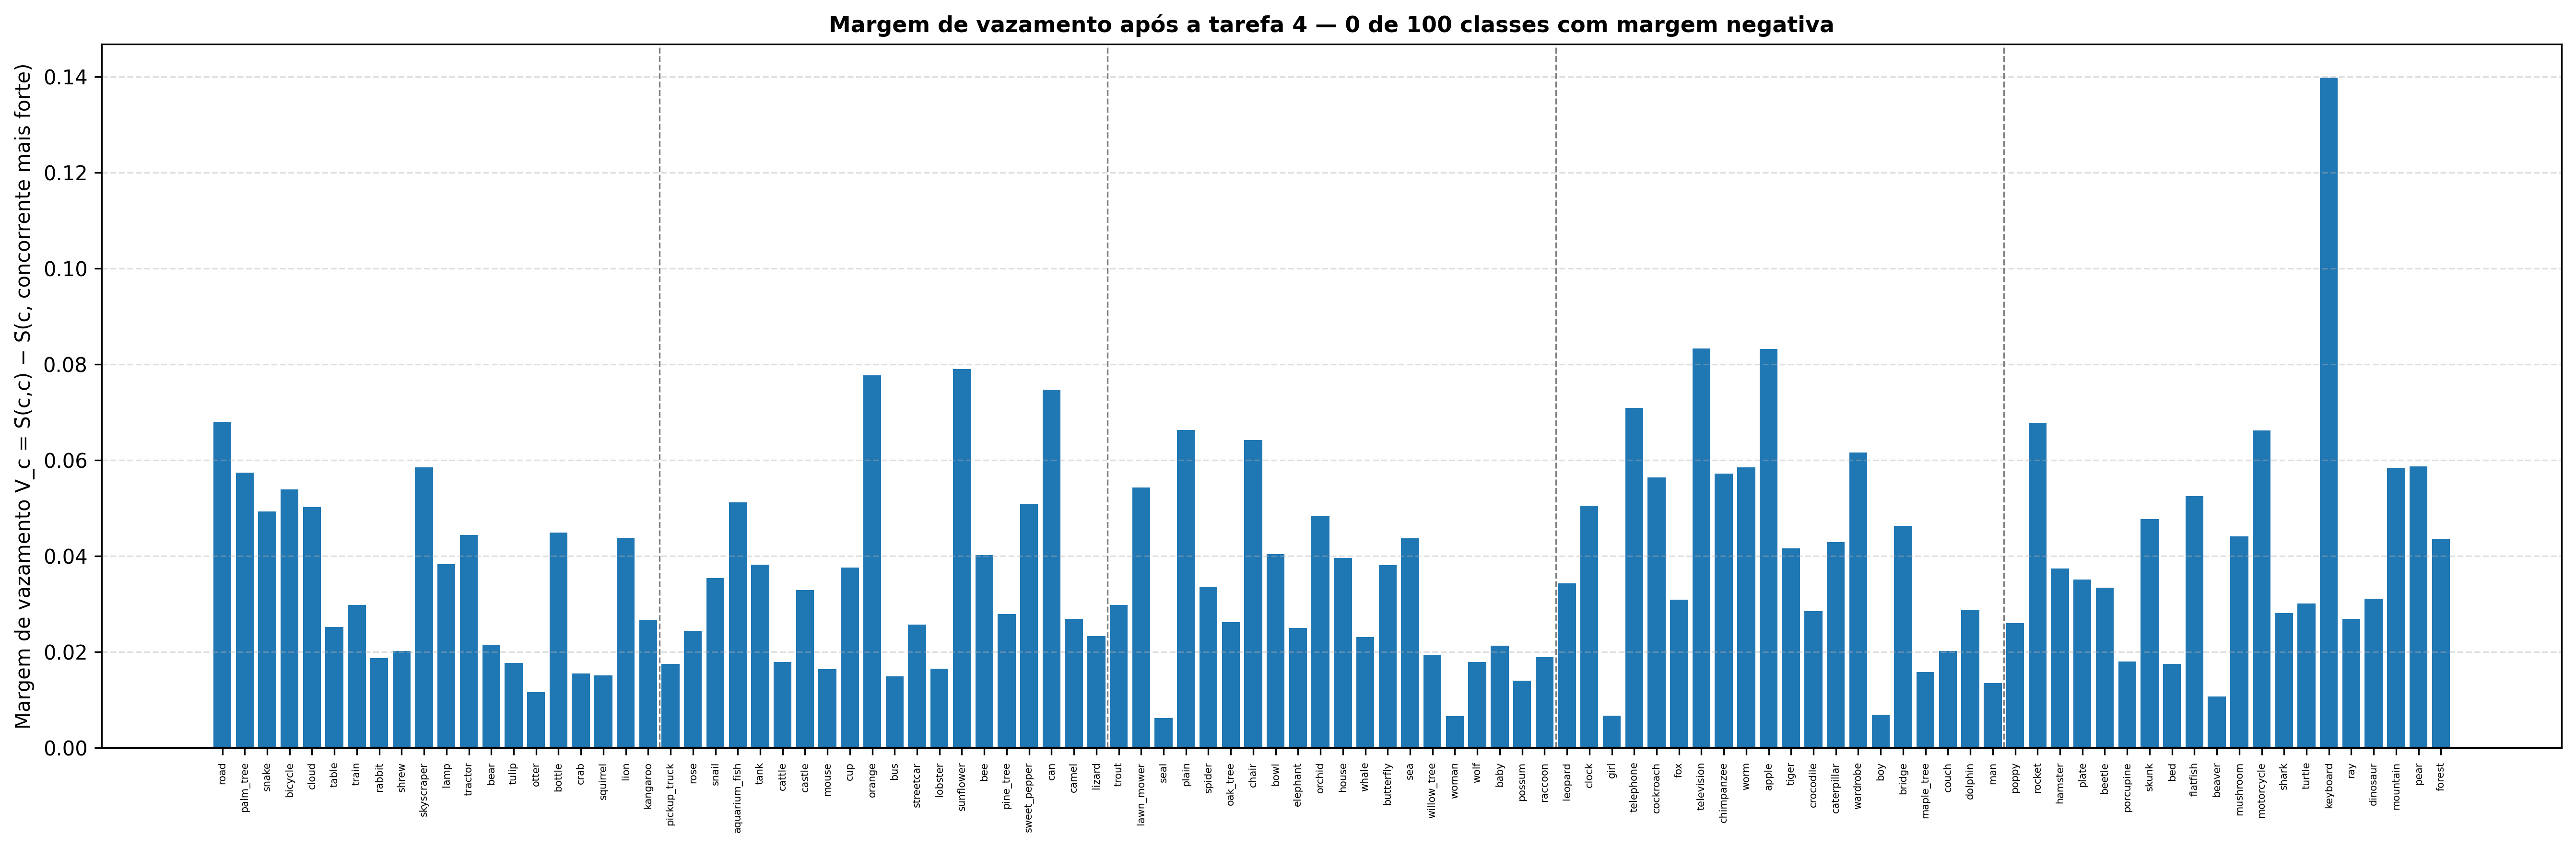 Margem de vazamento após a tarefa 4 — 0 de 100 classes com margem negativa
Margem de vazamento V_c = S(c,c) − S(c, concorrente mais forte)
0.14
0.12
0.10
0.08
0.06
0.04
0.02
0.00
road
palm_tree
snake
bicycle
cloud
table
train
rabbit
shrew
skyscraper
lamp
tractor
bear
tulip
otter
bottle
crab
squirrel
lion
kangaroo
pickup_truck
rose
snail
aquarium_fish
tank
cattle
castle
mouse
cup
orange
bus
streetcar
lobster
sunflower
bee
pine_tree
sweet_pepper
can
camel
lizard
trout
lawn_mower
seal
plain
spider
oak_tree
chair
bowl
elephant
orchid
house
whale
butterfly
sea
willow_tree
woman
wolf
baby
possum
raccoon
leopard
clock
girl
telephone
cockroach
fox
television
chimpanzee
worm
apple
tiger
crocodile
caterpillar
wardrobe
boy
bridge
maple_tree
couch
dolphin
man
poppy
rocket
hamster
plate
beetle
porcupine
skunk
bed
flatfish
beaver
mushroom
motorcycle
shark
turtle
keyboard
ray
dinosaur
mountain
pear
forest